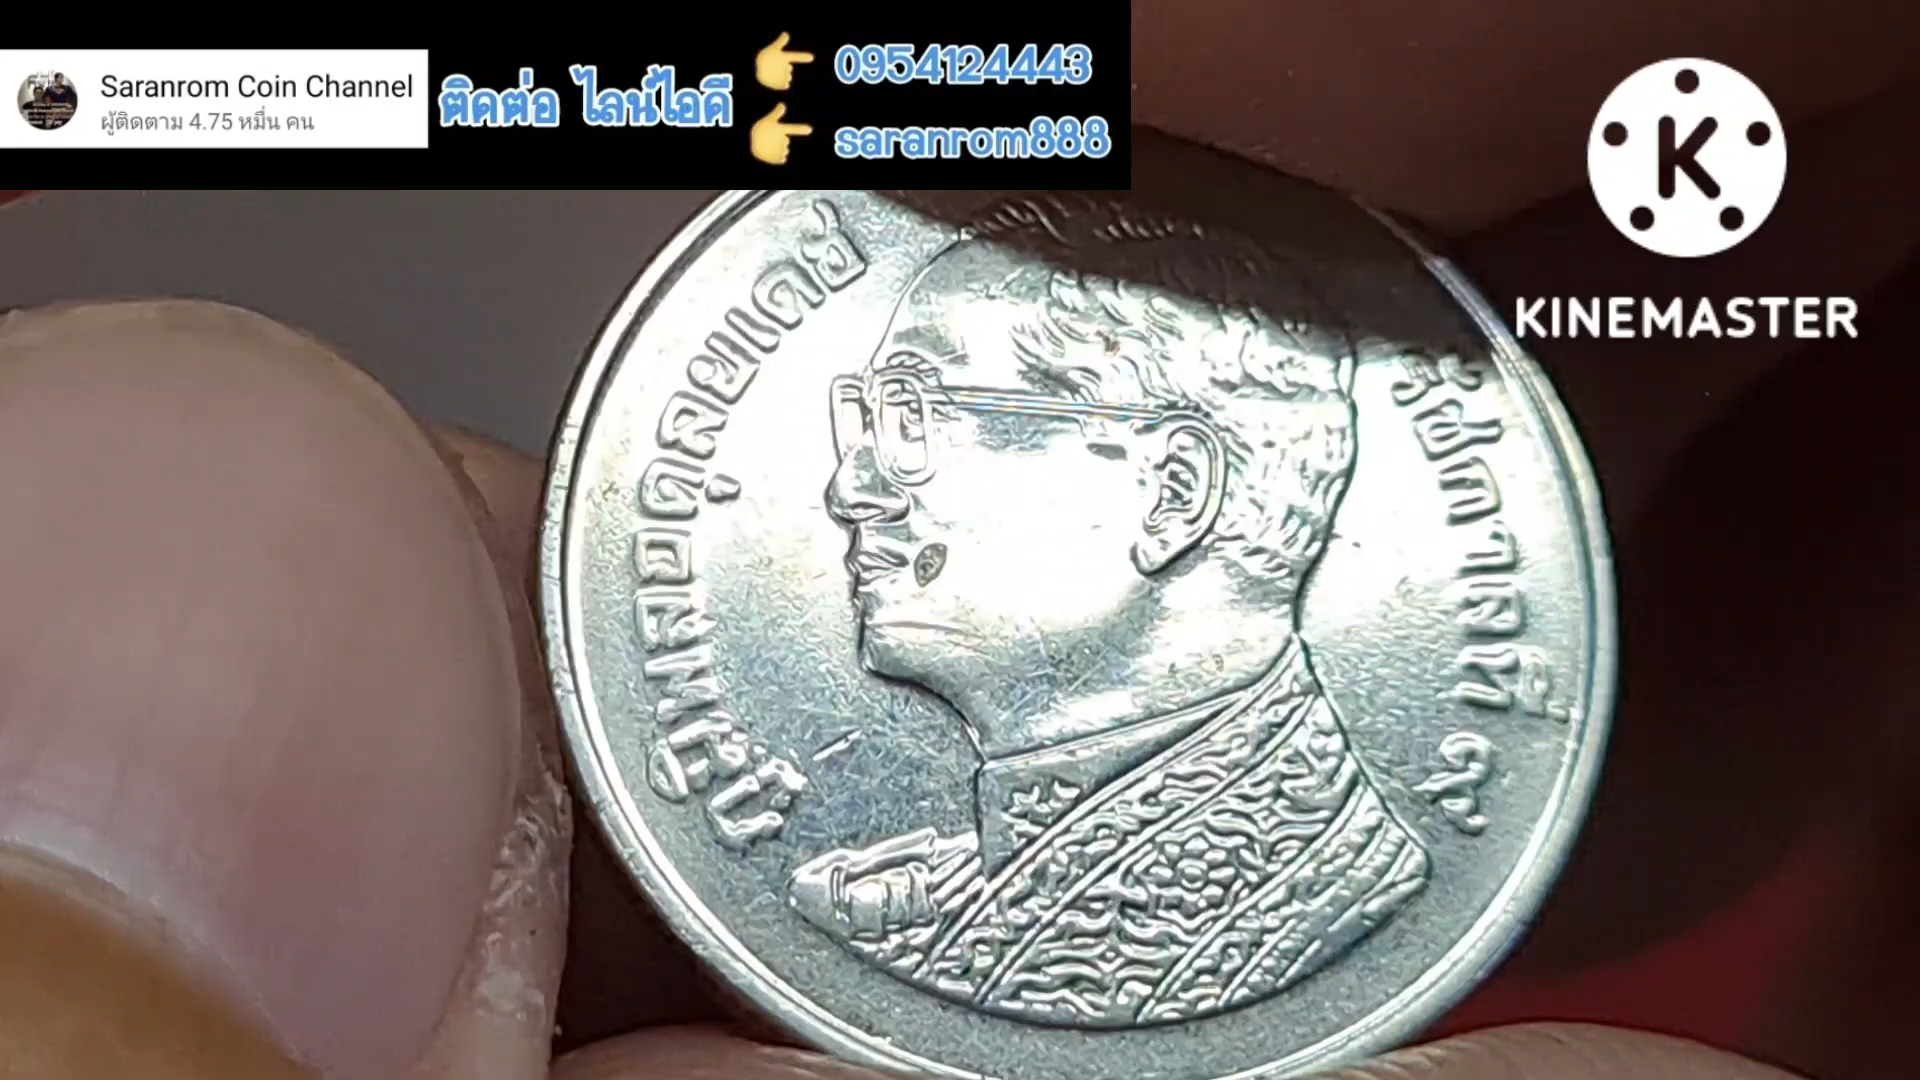 Saranrom Coin Channel
ผู้ติดตาม 4.75 หมื่น คน
ติดต่อ ไลน์ไอดี
👉 0954124443
👉 saranrom888
K
KINEMASTER
ภูมิพลอดุลยเดช
รัชกาลที่ ๙